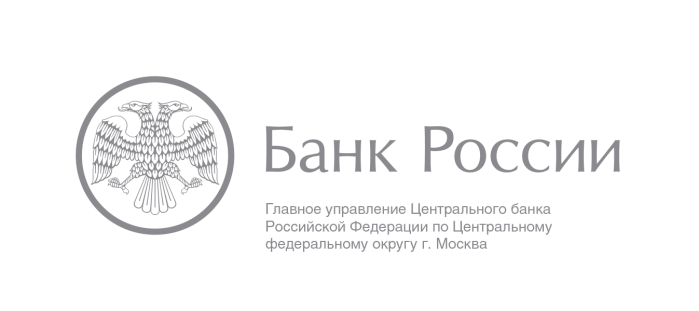 Банк России
Главное управление Центрального банка
Российской Федерации по Центральному
федеральному округу г. Москва